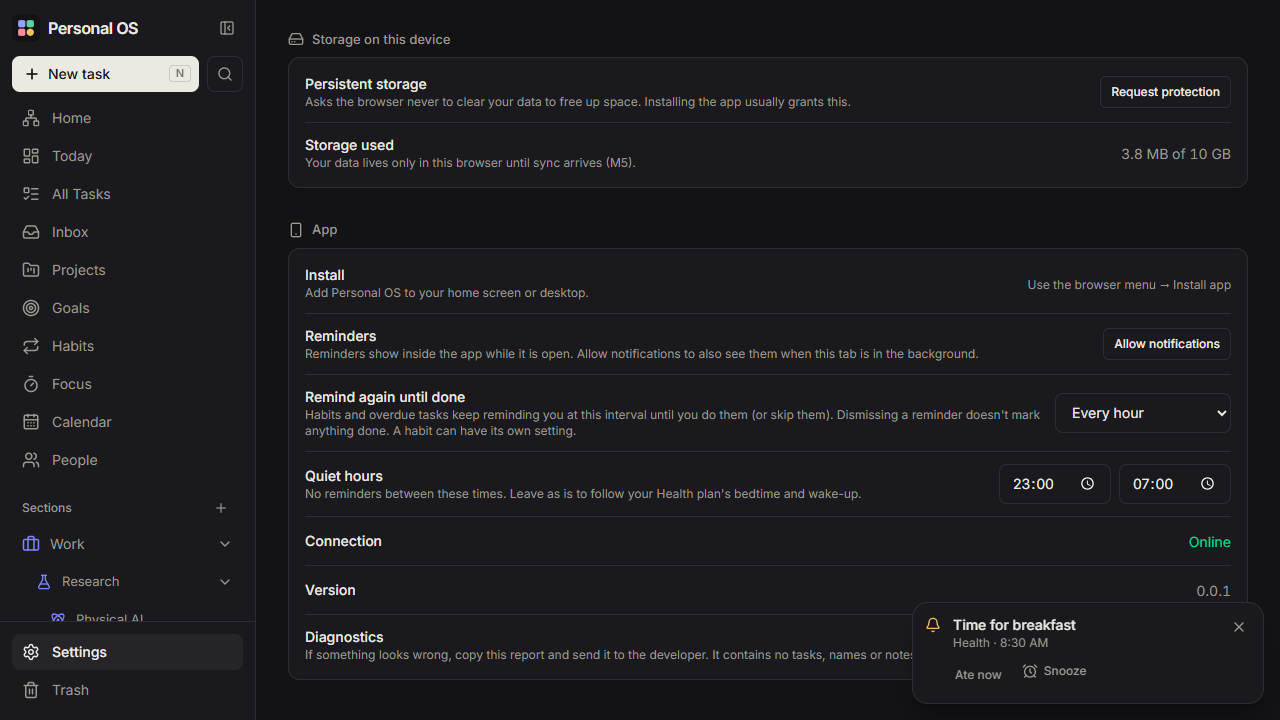 Personal OS
New task
N
Home
Today
All Tasks
Inbox
Projects
Goals
Habits
Focus
Calendar
People
Sections
Work
Research
Physical AI
Settings
Trash
Storage on this device
Persistent storage
Asks the browser never to clear your data to free up space. Installing the app usually grants this.
Request protection
Storage used
Your data lives only in this browser until sync arrives (M5).
3.8 MB of 10 GB
App
Install
Add Personal OS to your home screen or desktop.
Use the browser menu → Install app
Reminders
Reminders show inside the app while it is open. Allow notifications to also see them when this tab is in the background.
Allow notifications
Remind again until done
Habits and overdue tasks keep reminding you at this interval until you do them (or skip them). Dismissing a reminder doesn't mark
anything done. A habit can have its own setting.
Every hour
Quiet hours
No reminders between these times. Leave as is to follow your Health plan's bedtime and wake-up.
23:00
07:00
Connection
Online
Version
0.0.1
Diagnostics
If something looks wrong, copy this report and send it to the developer. It contains no tasks, names or notes
Time for breakfast
Health · 8:30 AM
Ate now
Snooze